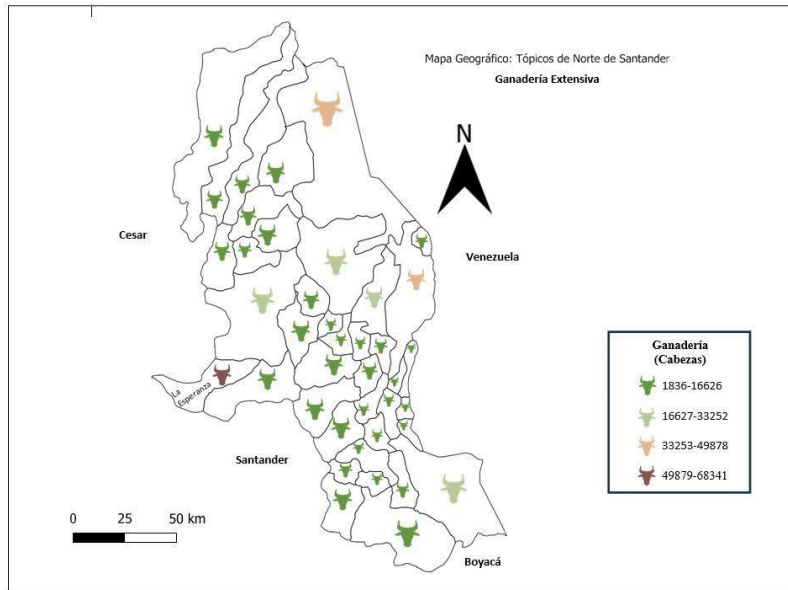 Mapa Geográfico: Tópicos de Norte de Santander
Ganadería Extensiva
N
Cesar
Venezuela
La
Esperanza
Santander
Boyacá
0 25 50 km
Ganadería
(Cabezas)
1836-16626
16627-33252
33253-49878
49879-68341